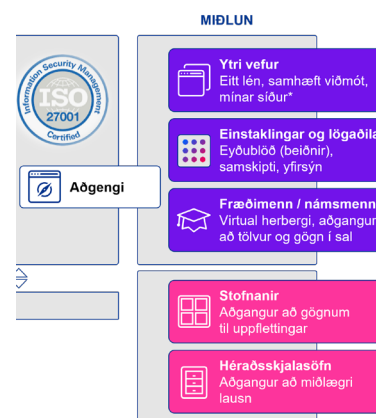 MIÐLUN
Information Security Management
ISO
27001
Certified
Aðgengi
Ytri vefur
Eitt lén, samhæft viðmót,
mínar síður*
Einstaklingar og lögaðila
Eyðublöð (beiðnir),
samskipti, yfirsýn
Fræðimenn / námsmenn
Virtual herbergi, aðgangur
að tölvur og gögn í sal
Stofnanir
Aðgangur að gögnum
til uppflettingar
Héraðsskjalasöfn
Aðgangur að miðlægri
lausn